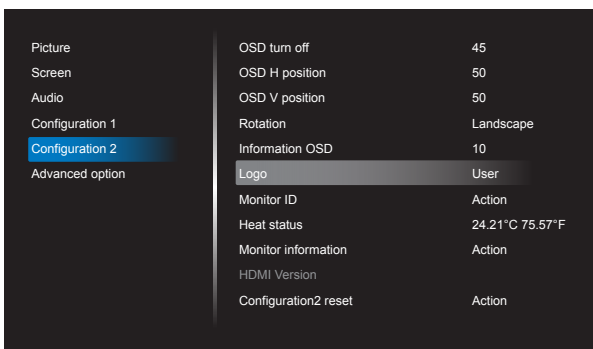 Picture
Screen
Audio
Configuration 1
Configuration 2
Advanced option
OSD turn off 45
OSD H position 50
OSD V position 50
Rotation Landscape
Information OSD 10
Logo User
Monitor ID Action
Heat status 24.21°C 75.57°F
Monitor information Action
HDMI Version
Configuration2 reset Action